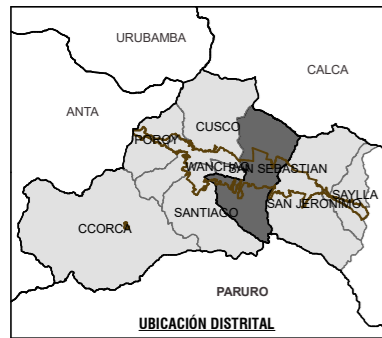 URUBAMBA
CALCA
ANTA
CUSCO
POROY
WANCHAQ
SAN SEBASTIAN
SAYLLA
SAN JERONIMO
SANTIAGO
CCORCA
PARURO
UBICACIÓN DISTRITAL